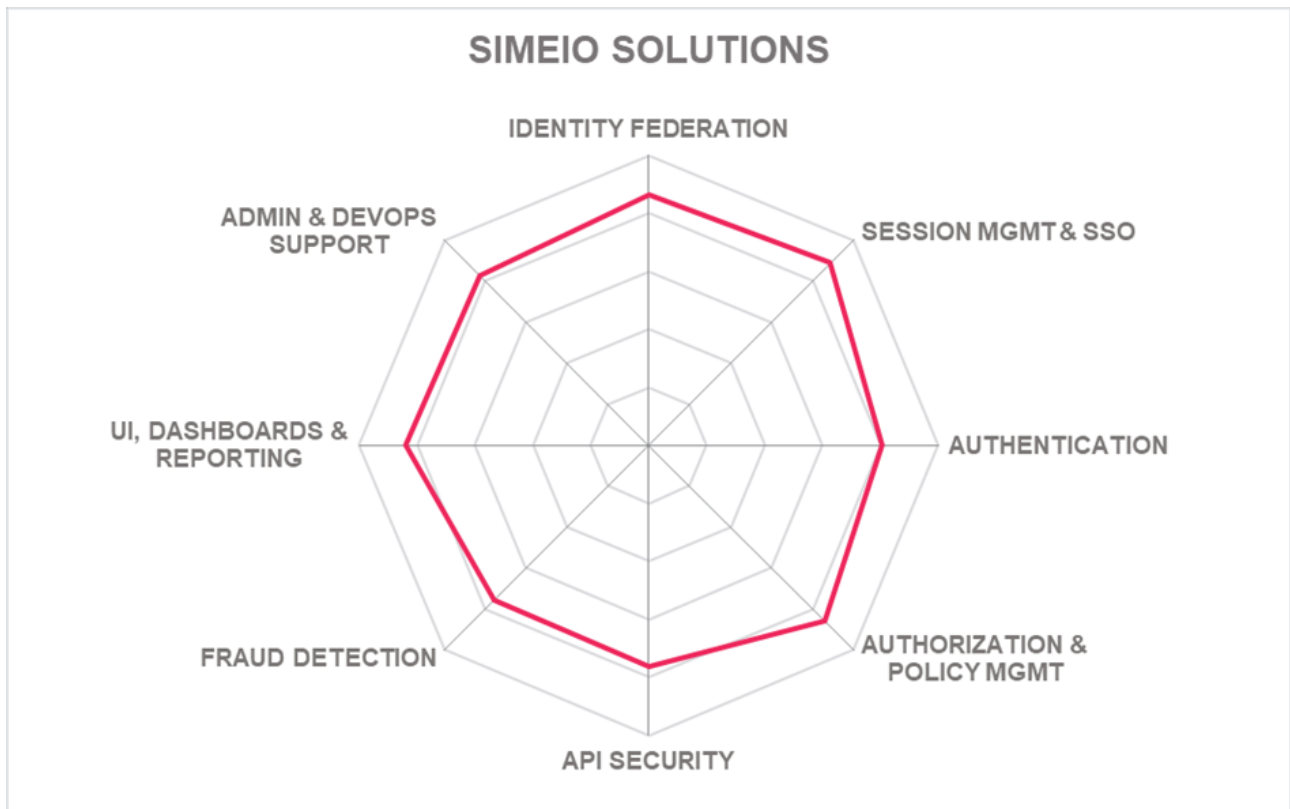 SIMEIO SOLUTIONS
IDENTITY FEDERATION
SESSION MGMT & SSO
AUTHENTICATION
AUTHORIZATION &
POLICY MGMT
API SECURITY
FRAUD DETECTION
UI, DASHBOARDS &
REPORTING
ADMIN & DEVOPS
SUPPORT